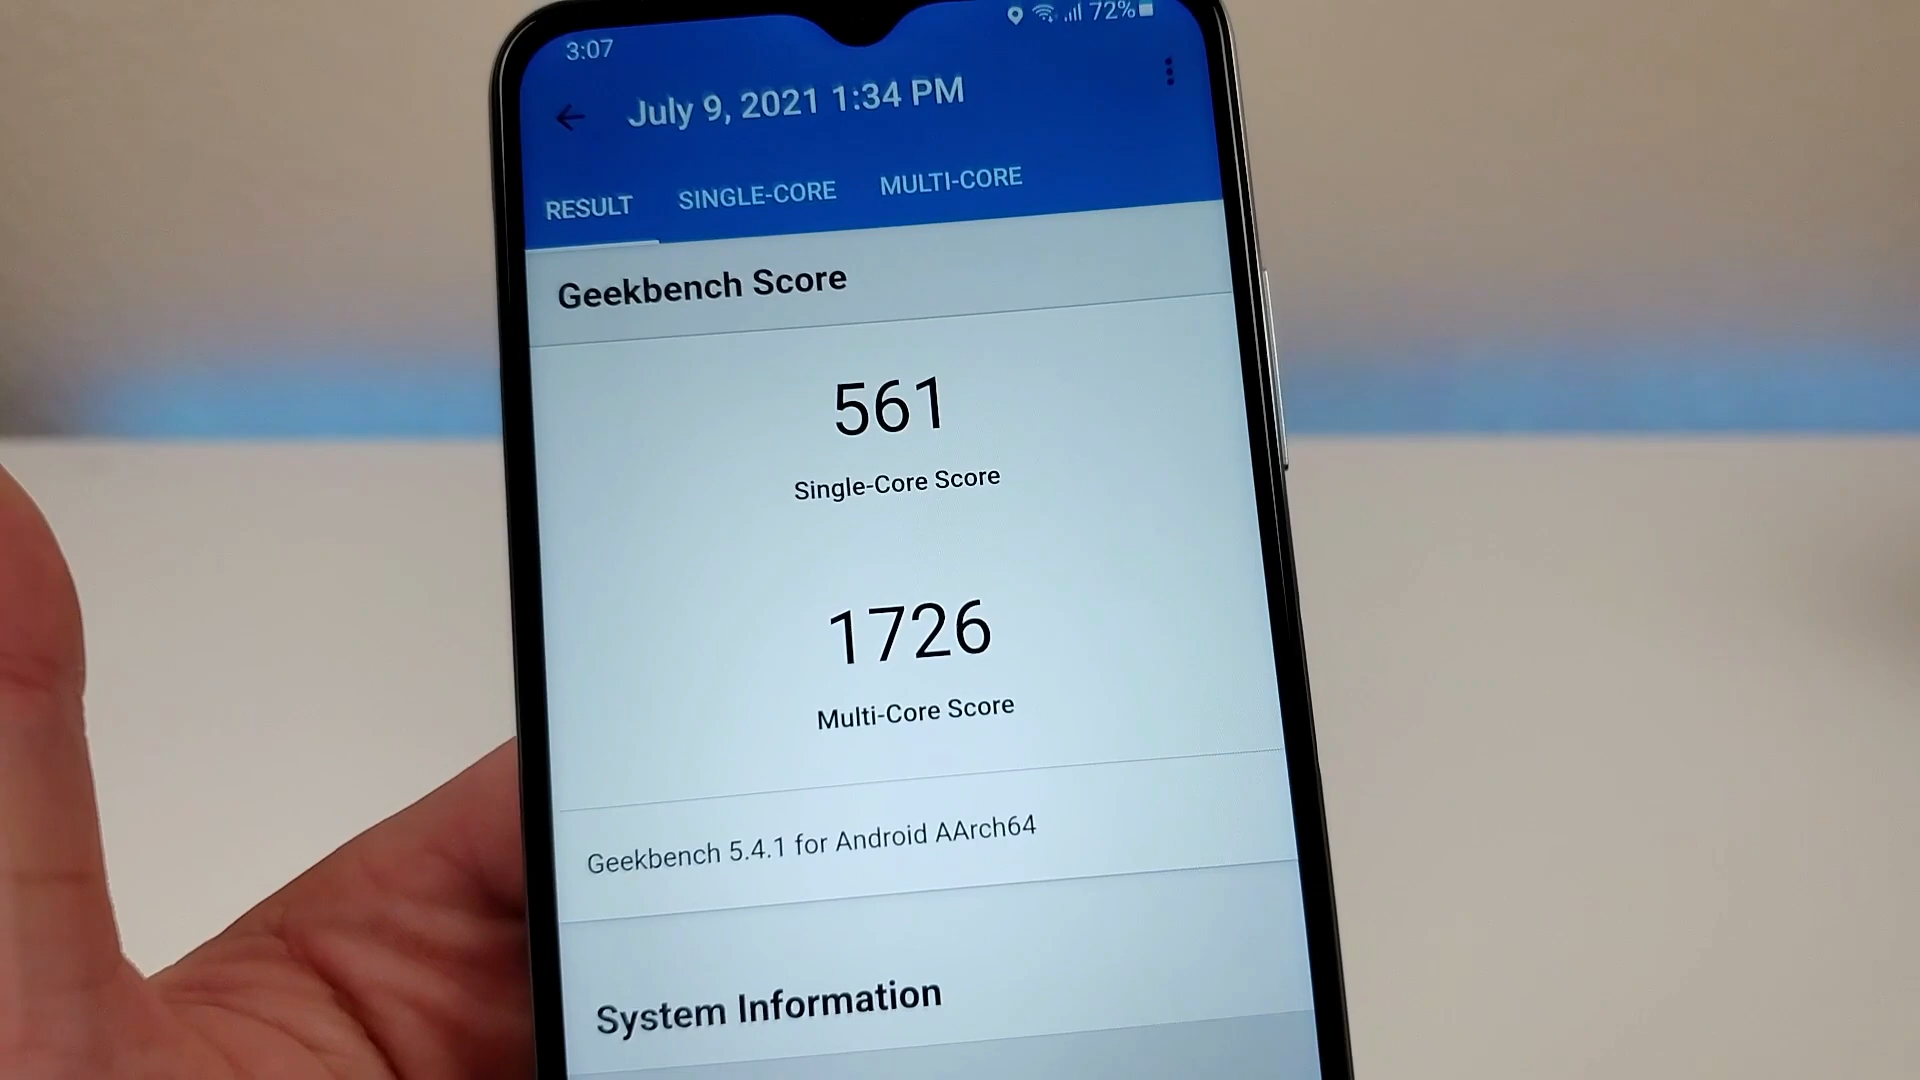 3:07 72%
July 9, 2021 1:34 PM
RESULT SINGLE-CORE MULTI-CORE
Geekbench Score
561
Single-Core Score
1726
Multi-Core Score
Geekbench 5.4.1 for Android AArch64
System Information